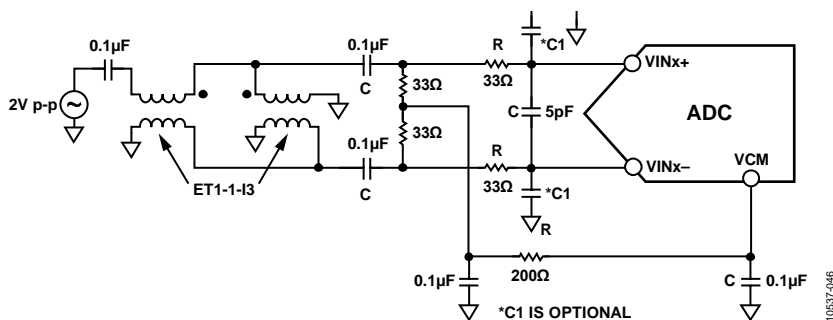 0.1µF
2V p-p
ET1-1-I3
0.1µF
C
33Ω
33Ω
0.1µF
C
R
33Ω
R
33Ω
*C1
C 5pF
*C1
R
VINx+
ADC
VINx–
VCM
0.1µF
200Ω
C 0.1µF
*C1 IS OPTIONAL
10537-046